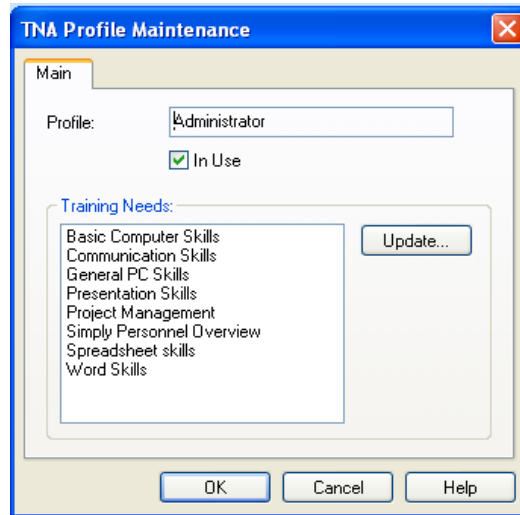 TNA Profile Maintenance
Main
Profile: Administrator
In Use
Training Needs:
Basic Computer Skills
Communication Skills
General PC Skills
Presentation Skills
Project Management
Simply Personnel Overview
Spreadsheet skills
Word Skills
Update...
OK Cancel Help